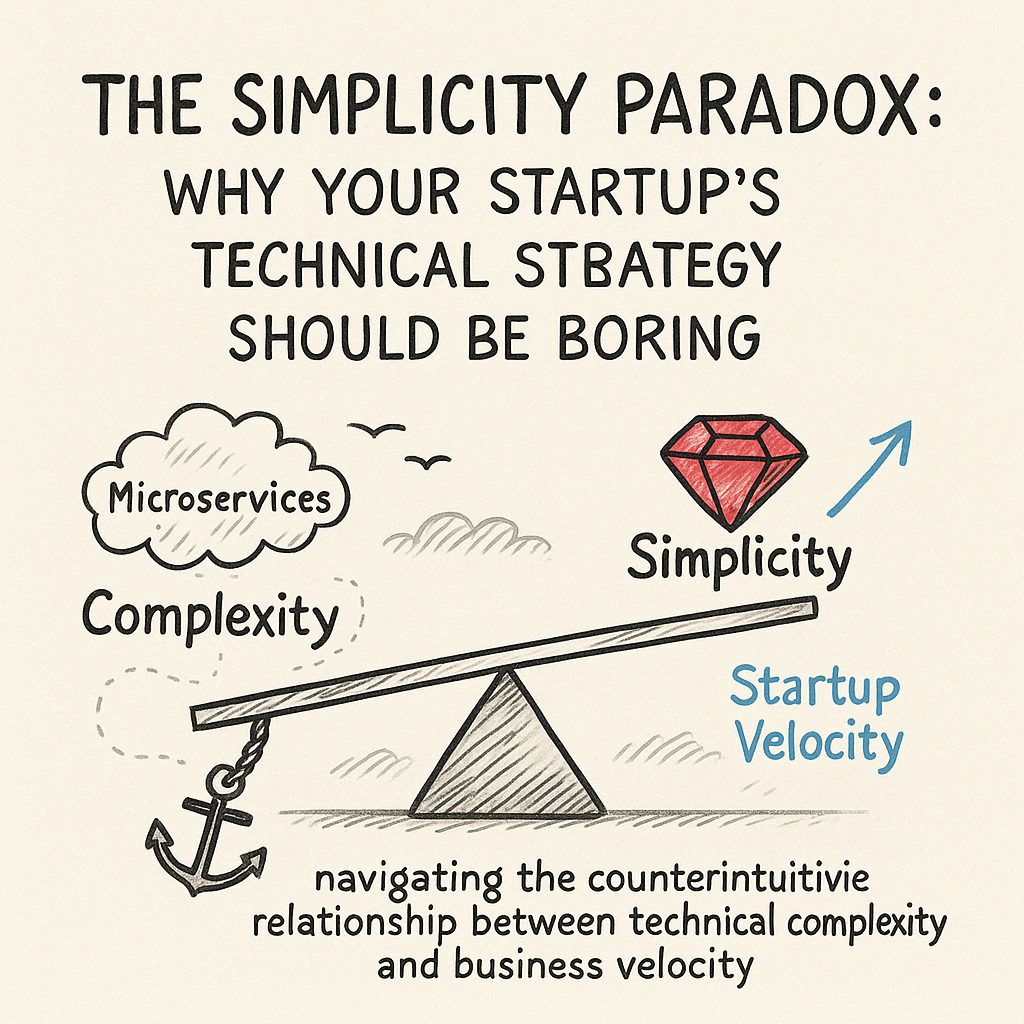 THE SIMPLICITY PARADOX:
WHY YOUR STARTUP'S
TECHNICAL STBATEGY
SHOULD BE BORING
Microservices
Complexity
Simplicity
Startup
Velocity
navigating the counterintuitivie
relationship between technical complexity
and business velocity